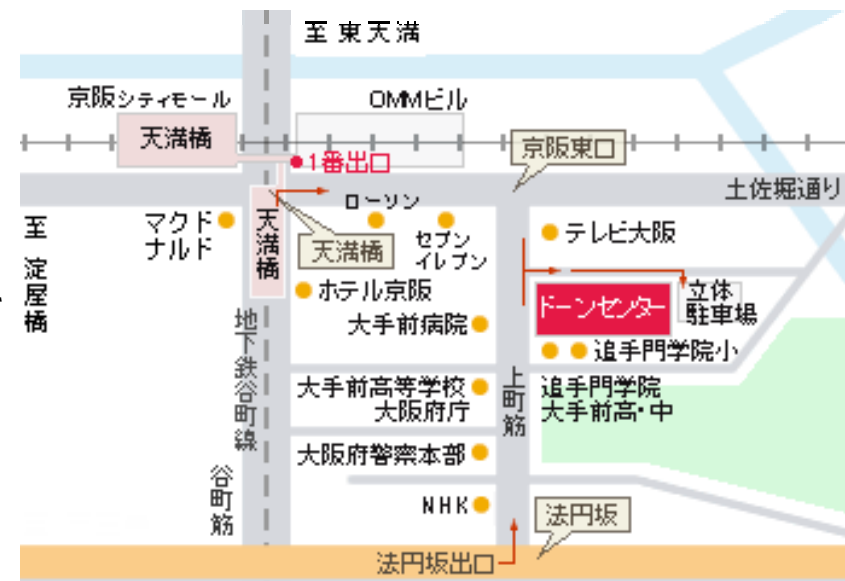 至 東天満
京阪シティモール
OMMビル
天満橋
京阪東口
1番出口
土佐堀通り
ローソン
至 淀屋橋
マクド
ナルド
天満橋
天満橋
セブン
イレブン
テレビ大阪
ホテル京阪
ドーンセンター
立体
駐車場
地下鉄谷町線
大手前病院
追手門学院小
大手前高等学校
大阪府庁
上町筋
追手門学院
大手前高・中
大阪府警察本部
谷町筋
NHK
法円坂
法円坂出口